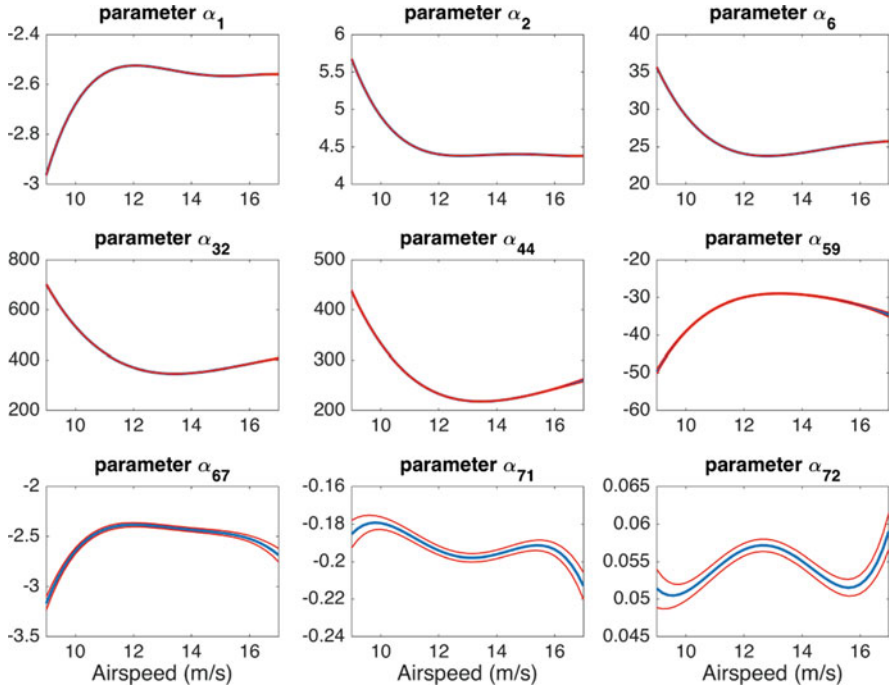 parameter α1 parameter α2 parameter α6
-2.4 6 40
-2.6 5.5 35
5 30
-2.8 4.5 25
-3 4 20
10 12 14 16 10 12 14 16 10 12 14 16
parameter α32 parameter α44 parameter α59
800 500 -20
600 400 -30
-40
400 300 -50
200 200 -60
10 12 14 16 10 12 14 16 10 12 14 16
parameter α67 parameter α71 parameter α72
-2 -0.16 0.065
-2.5 -0.18 0.06
-0.2 0.055
-3 -0.22 0.05
-3.5 -0.24 0.045
10 12 14 16 10 12 14 16 10 12 14 16
Airspeed (m/s) Airspeed (m/s) Airspeed (m/s)